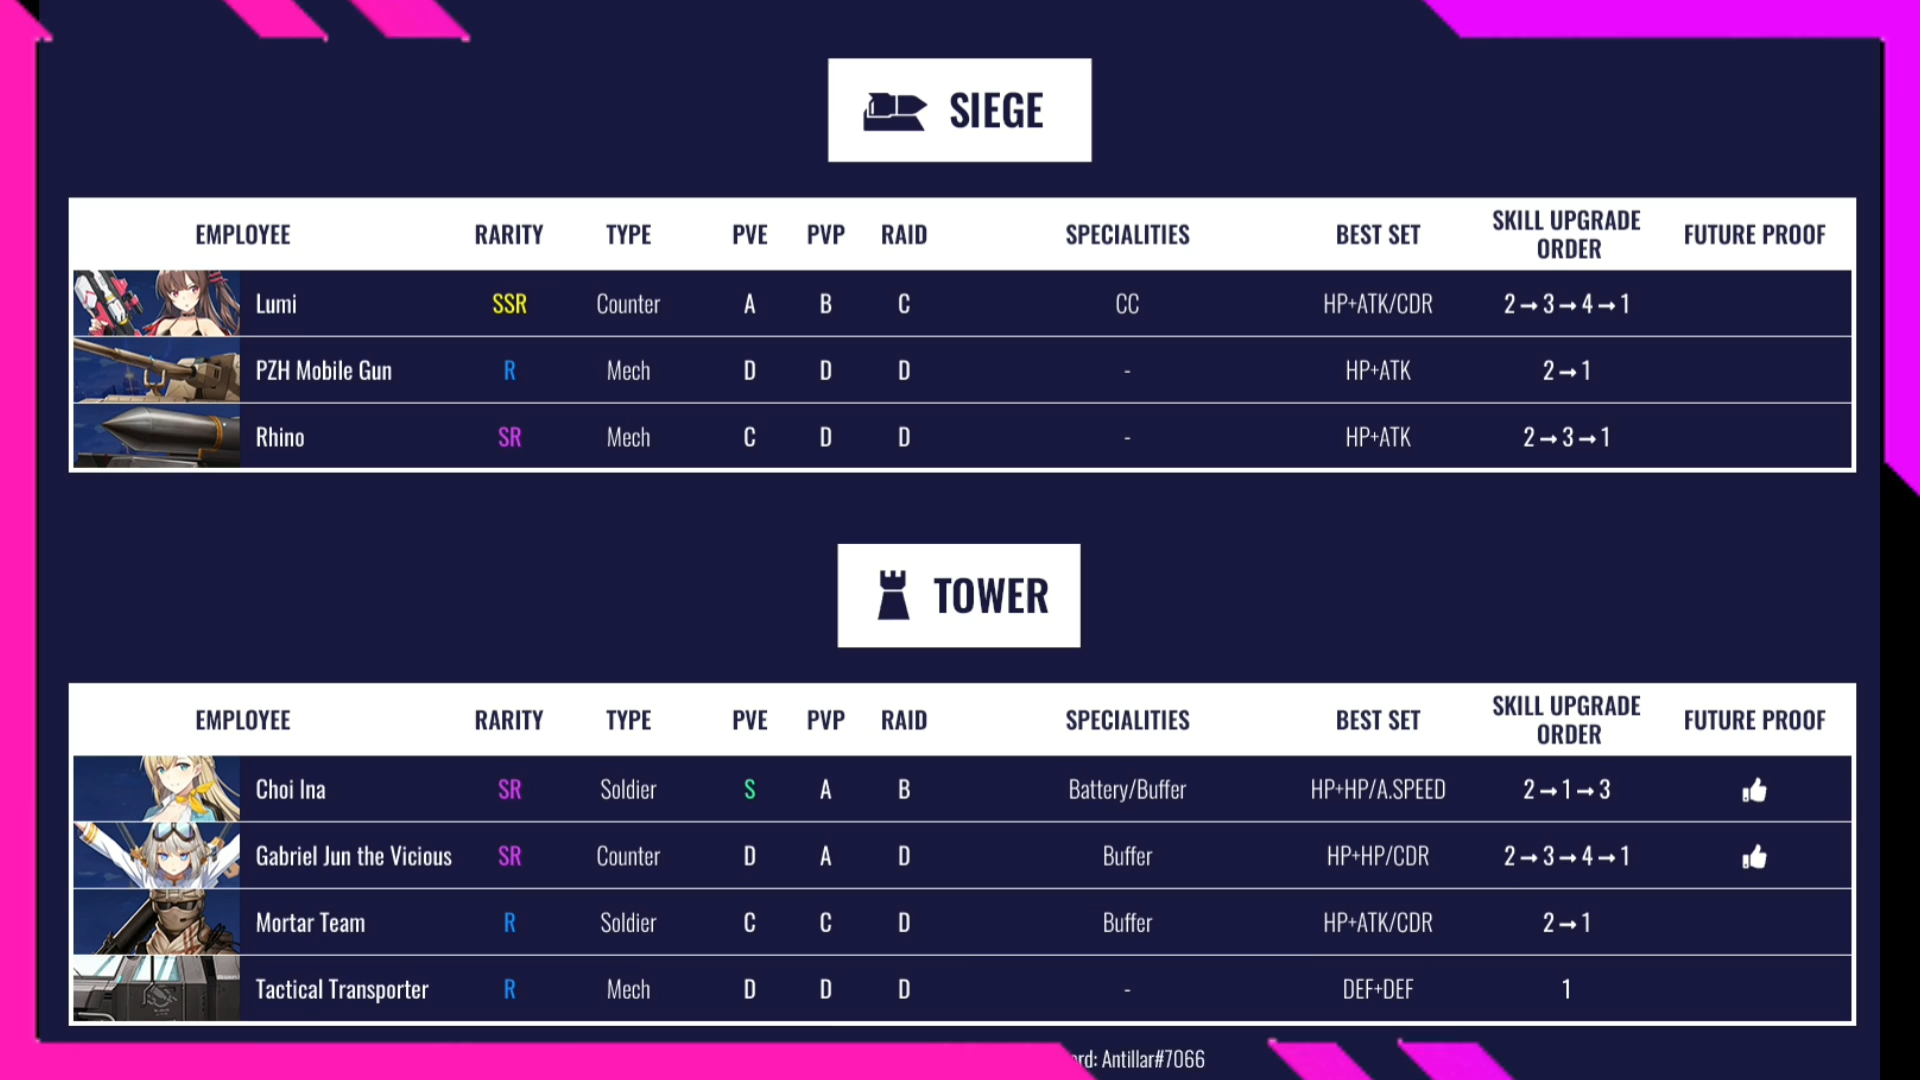 SIEGE
EMPLOYEE RARITY TYPE PVE PVP RAID SPECIALITIES BEST SET SKILL UPGRADE ORDER FUTURE PROOF
Lumi SSR Counter A B C CC HP+ATK/CDR 2→3→4→1
PZH Mobile Gun R Mech D D D - HP+ATK 2→1
Rhino SR Mech C D D - HP+ATK 2→3→1
TOWER
EMPLOYEE RARITY TYPE PVE PVP RAID SPECIALITIES BEST SET SKILL UPGRADE ORDER FUTURE PROOF
Choi Ina SR Soldier S A B Battery/Buffer HP+HP/A.SPEED 2→1→3
Gabriel Jun the Vicious SR Counter D A D Buffer HP+HP/CDR 2→3→4→1
Mortar Team R Soldier C C D Buffer HP+ATK/CDR 2→1
Tactical Transporter R Mech D D D - DEF+DEF 1
Antillar#7066